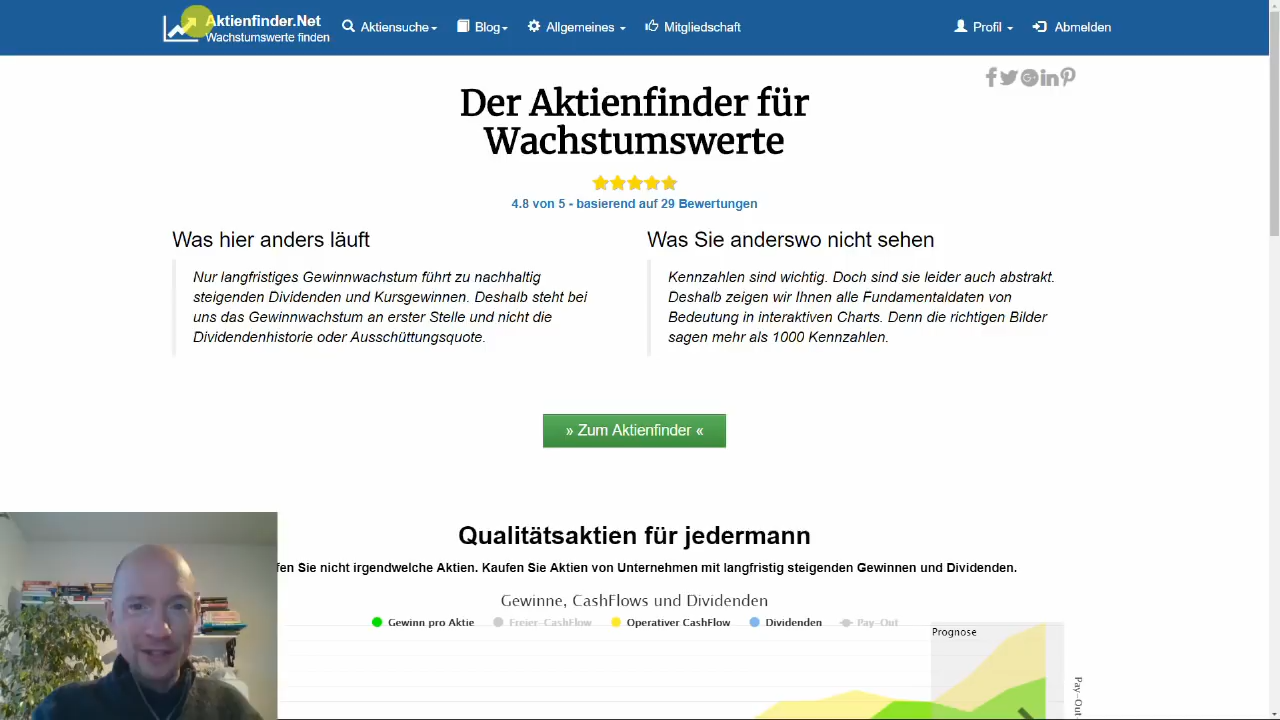 Aktienfinder.Net
Wachstumswerte finden
Aktiensuche
Blog
Allgemeines
Mitgliedschaft
Profil
Abmelden
Der Aktienfinder für
Wachstumswerte
4.8 von 5 - basierend auf 29 Bewertungen
Was hier anders läuft
Nur langfristiges Gewinnwachstum führt zu nachhaltig
steigenden Dividenden und Kursgewinnen. Deshalb steht bei
uns das Gewinnwachstum an erster Stelle und nicht die
Dividendenhistorie oder Ausschüttungsquote.
Was Sie anderswo nicht sehen
Kennzahlen sind wichtig. Doch sind sie leider auch abstrakt.
Deshalb zeigen wir Ihnen alle Fundamentaldaten von
Bedeutung in interaktiven Charts. Denn die richtigen Bilder
sagen mehr als 1000 Kennzahlen.
» Zum Aktienfinder «
Qualitätsaktien für jedermann
fen Sie nicht irgendwelche Aktien. Kaufen Sie Aktien von Unternehmen mit langfristig steigenden Gewinnen und Dividenden.
Gewinne, CashFlows und Dividenden
Gewinn pro Aktie
Freier-CashFlow
Operativer CashFlow
Dividenden
Pay-Out
Prognose
Pay-Out